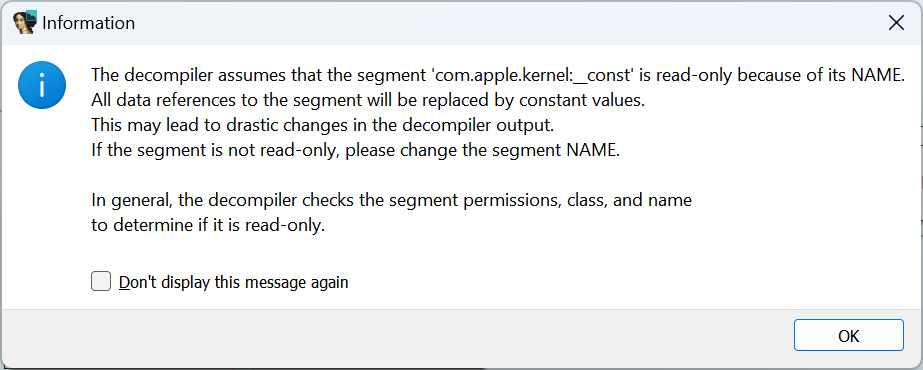 Information
The decompiler assumes that the segment 'com.apple.kernel:__const' is read-only because of its NAME.
All data references to the segment will be replaced by constant values.
This may lead to drastic changes in the decompiler output.
If the segment is not read-only, please change the segment NAME.
In general, the decompiler checks the segment permissions, class, and name
to determine if it is read-only.
Don't display this message again
OK